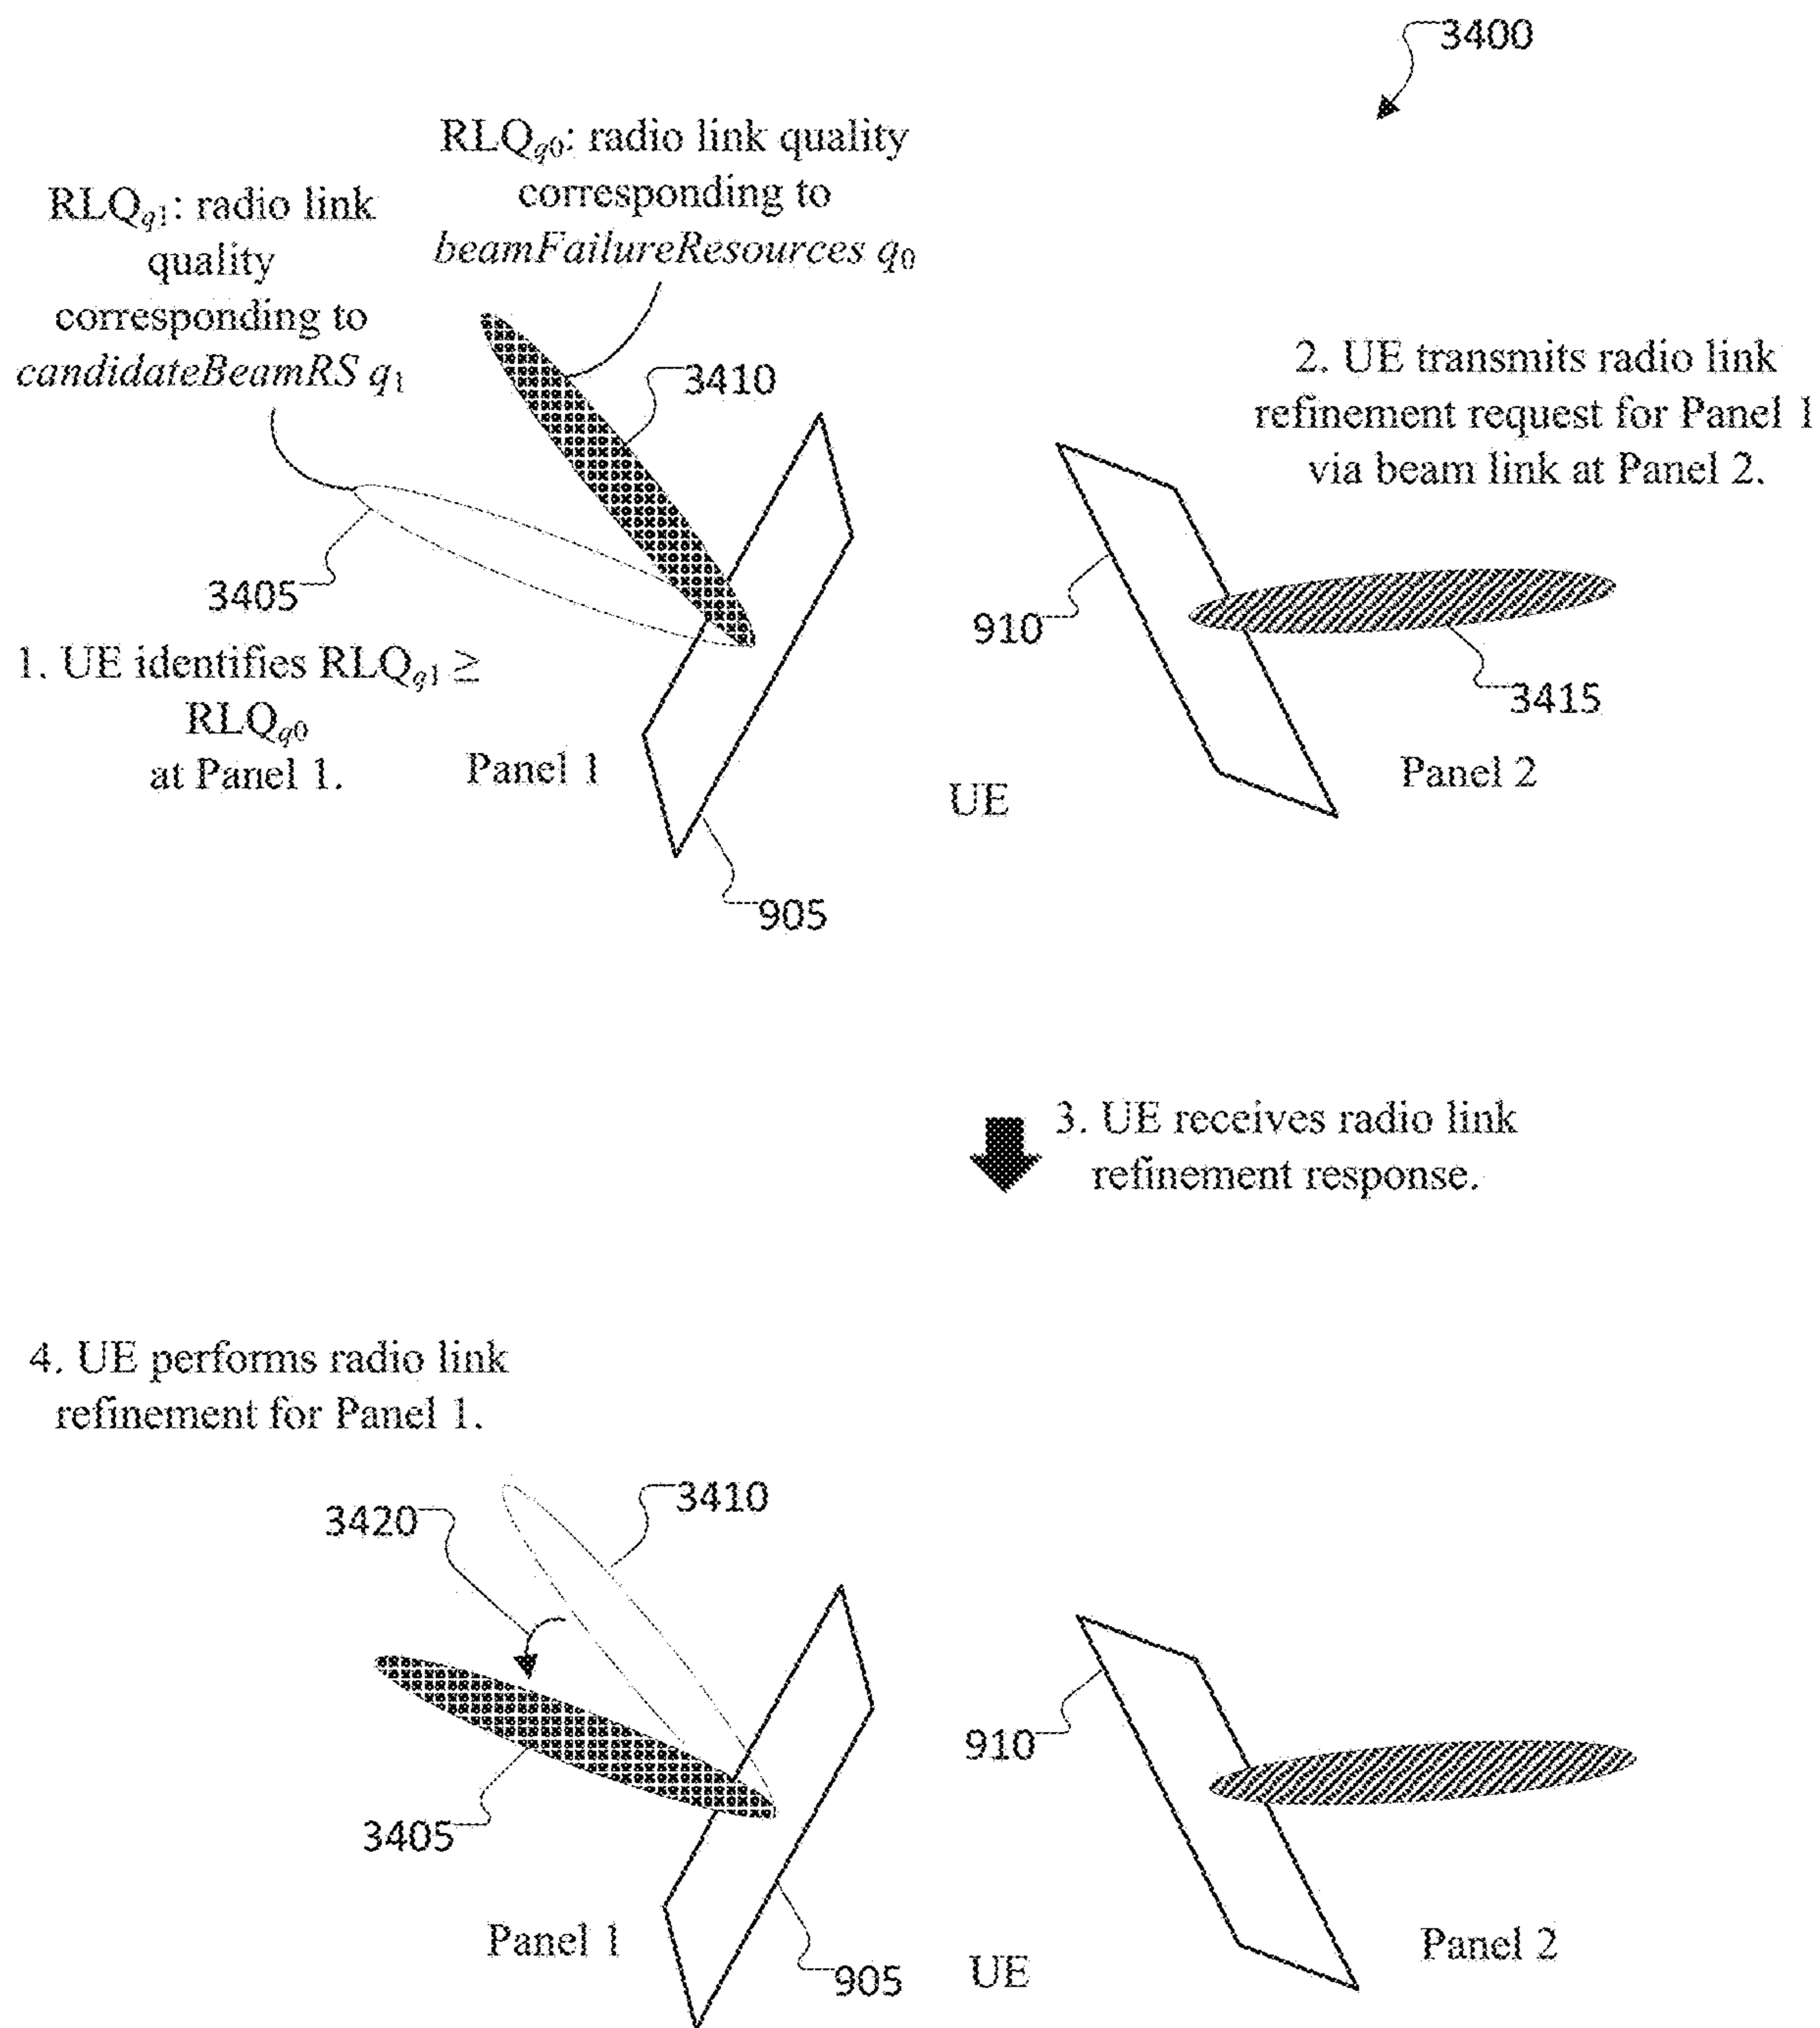 3400
RLQq0: radio link quality
corresponding to
beamFailureResources q0
RLQq1: radio link
quality
corresponding to
candidateBeamRS q1
3410
2. UE transmits radio link
refinement request for Panel 1
via beam link at Panel 2.
3405
910
1. UE identifies RLQq1 ≥
RLQq0
at Panel 1.
3415
Panel 1
Panel 2
UE
905
3. UE receives radio link
refinement response.
4. UE performs radio link
refinement for Panel 1.
3410
3420
910
3405
Panel 1
Panel 2
905
UE